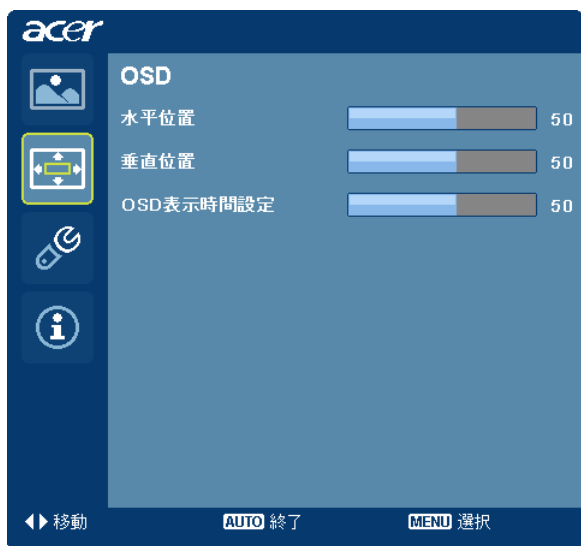 acer
OSD
水平位置 50
垂直位置 50
OSD表示時間設定 50
移動 AUTO 終了 MENU 選択